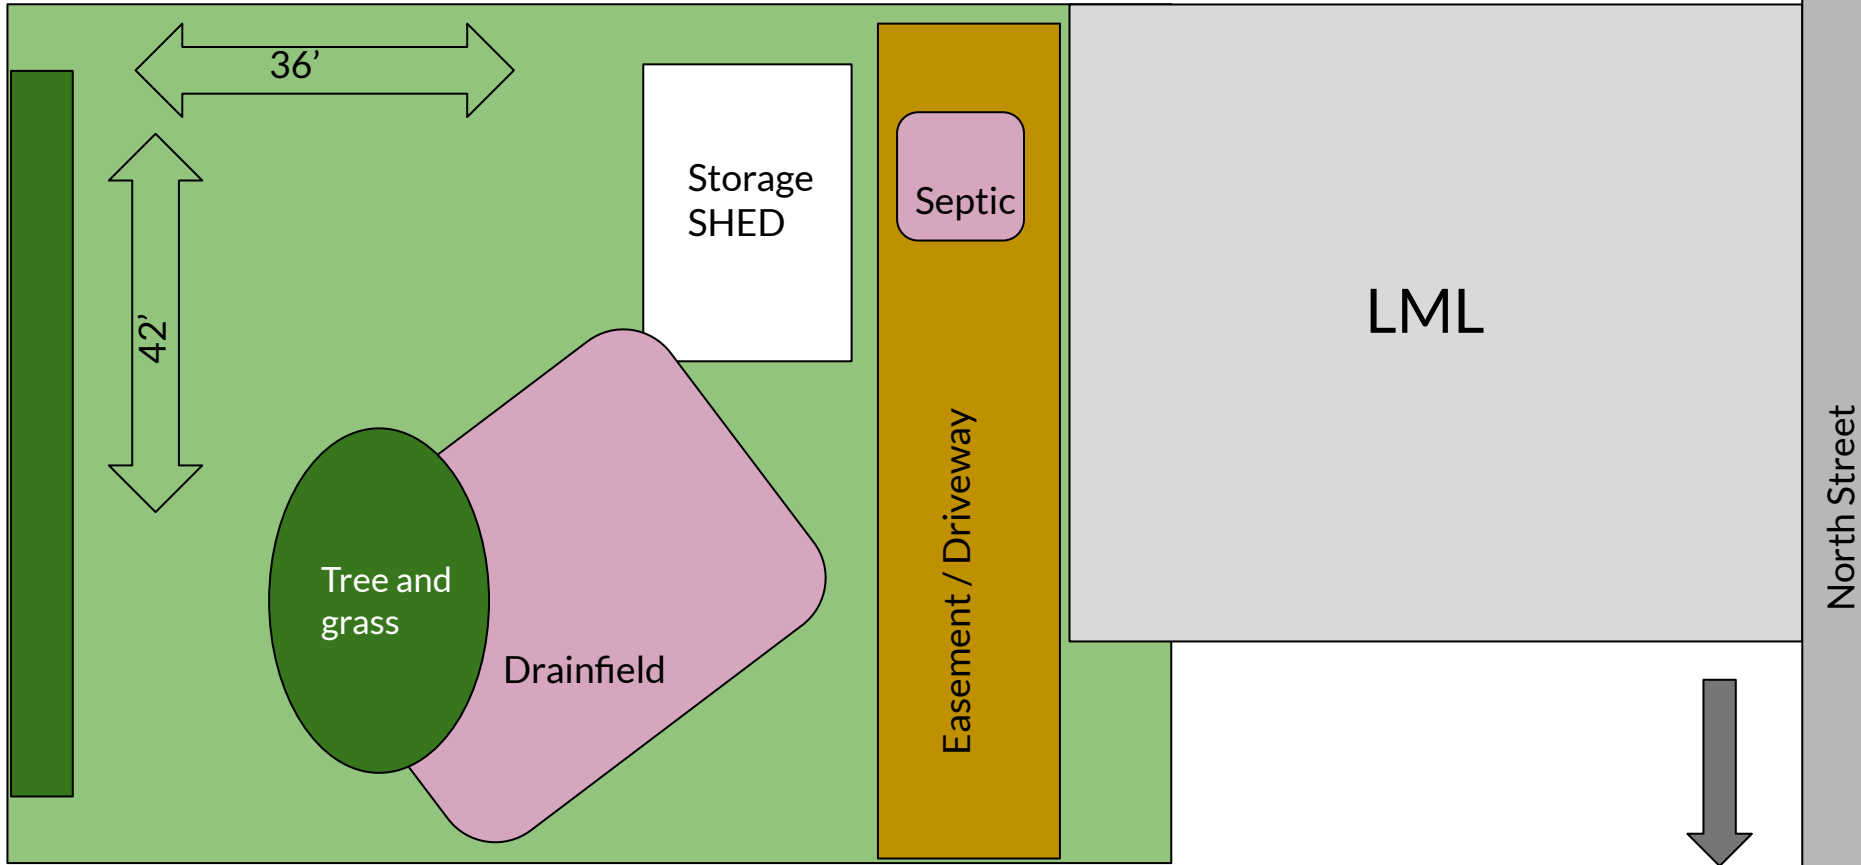 36’
42’
Storage
SHED
Septic
LML
Tree and
grass
Drainfield
Easement / Driveway
North Street